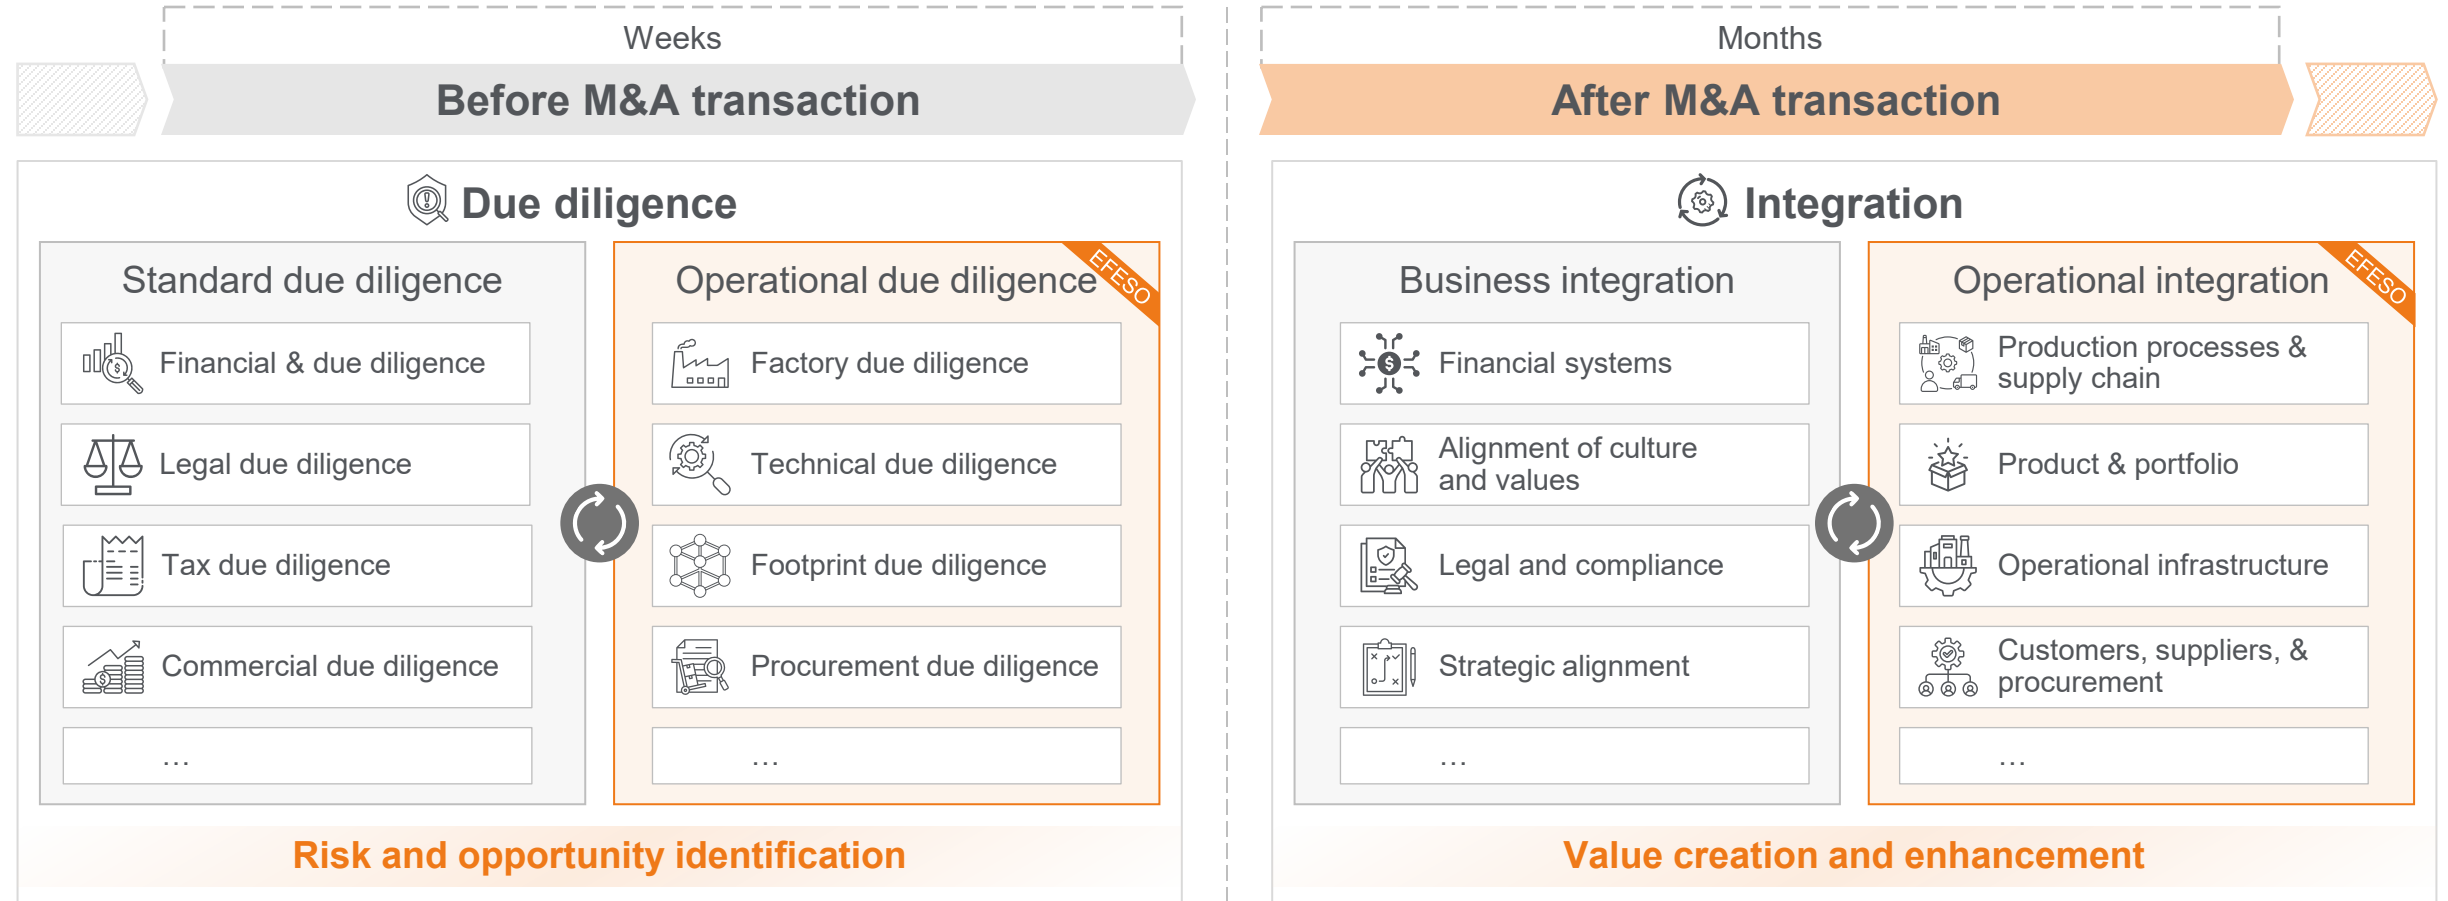 Weeks
Before M&A transaction
Due diligence
Standard due diligence
Financial & due diligence
Legal due diligence
Tax due diligence
Commercial due diligence
...
Operational due diligence
EFESO
Factory due diligence
Technical due diligence
Footprint due diligence
Procurement due diligence
...
Risk and opportunity identification
Months
After M&A transaction
Integration
Business integration
Financial systems
Alignment of culture
and values
Legal and compliance
Strategic alignment
...
Operational integration
EFESO
Production processes &
supply chain
Product & portfolio
Operational infrastructure
Customers, suppliers, &
procurement
...
Value creation and enhancement